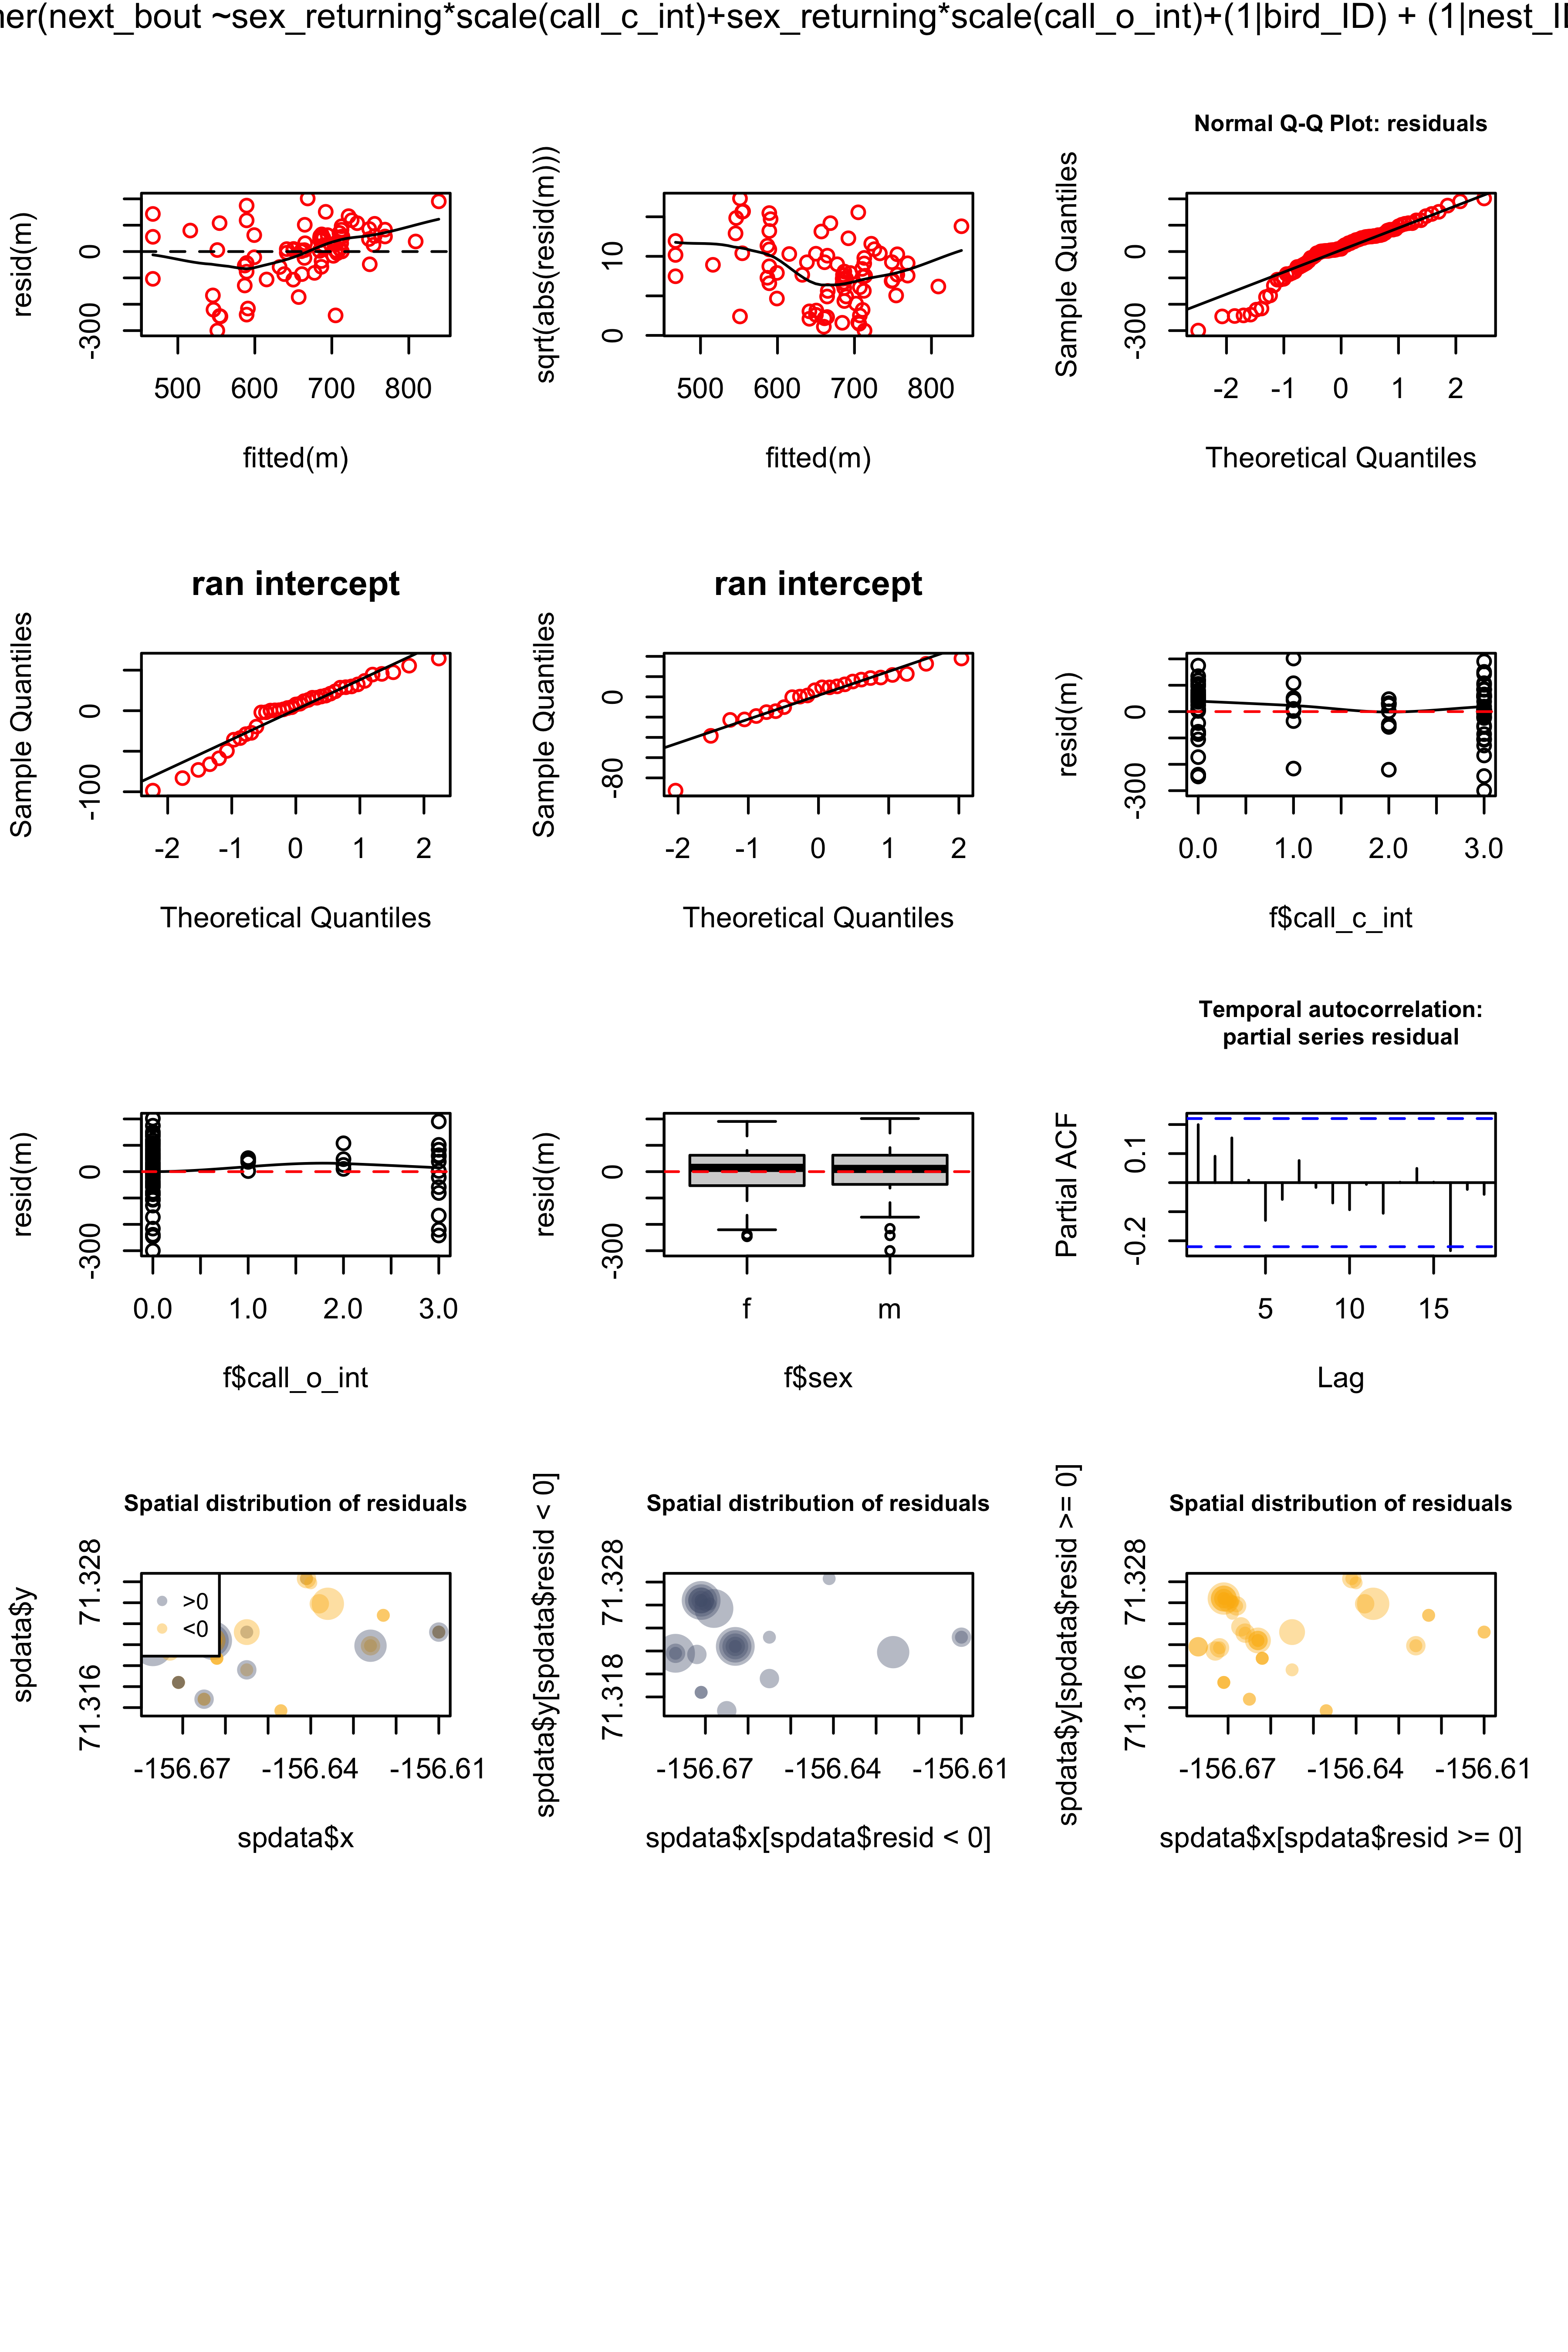 ner(next_bout ~sex_returning*scale(call_c_int)+sex_returning*scale(call_o_int)+(1|bird_ID) + (1|nest_II
resid(m)
0
-300
500 600 700 800
fitted(m)
sqrt(abs(resid(m)))
10
0
500 600 700 800
fitted(m)
Normal Q-Q Plot: residuals
Sample Quantiles
0
-300
-2 -1 0 1 2
Theoretical Quantiles
ran intercept
Sample Quantiles
0
-100
-2 -1 0 1 2
Theoretical Quantiles
ran intercept
Sample Quantiles
0
-80
-2 -1 0 1 2
Theoretical Quantiles
resid(m)
0
-300
0.0 1.0 2.0 3.0
f$call_c_int
resid(m)
0
-300
0.0 1.0 2.0 3.0
f$call_o_int
resid(m)
0
-300
f m
f$sex
Temporal autocorrelation:
partial series residual
Partial ACF
0.1
-0.2
5 10 15
Lag
Spatial distribution of residuals
spdata$y
71.328
71.316
>0
<0
-156.67 -156.64 -156.61
spdata$x
Spatial distribution of residuals
spdata$y[spdata$resid < 0]
71.328
71.318
-156.67 -156.64 -156.61
spdata$x[spdata$resid < 0]
Spatial distribution of residuals
spdata$y[spdata$resid >= 0]
71.328
71.316
-156.67 -156.64 -156.61
spdata$x[spdata$resid >= 0]